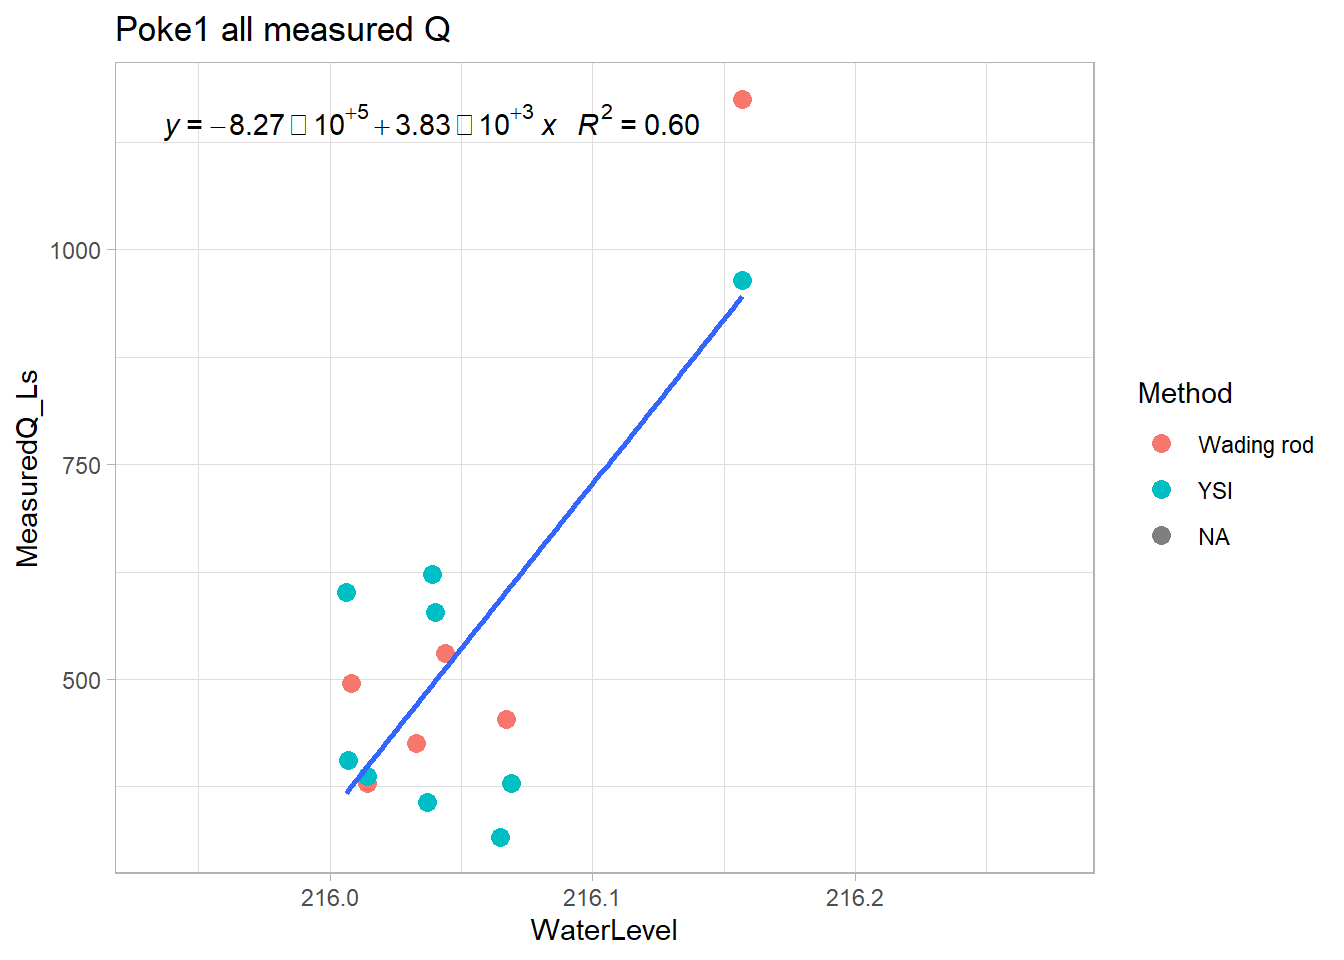 Poke1 all measured Q
y = −8.27 □ 10^+5 + 3.83 □ 10^+3 x R^2 = 0.60
1000
750
500
MeasuredQ_Ls
216.0 216.1 216.2
WaterLevel
Method
Wading rod
YSI
NA